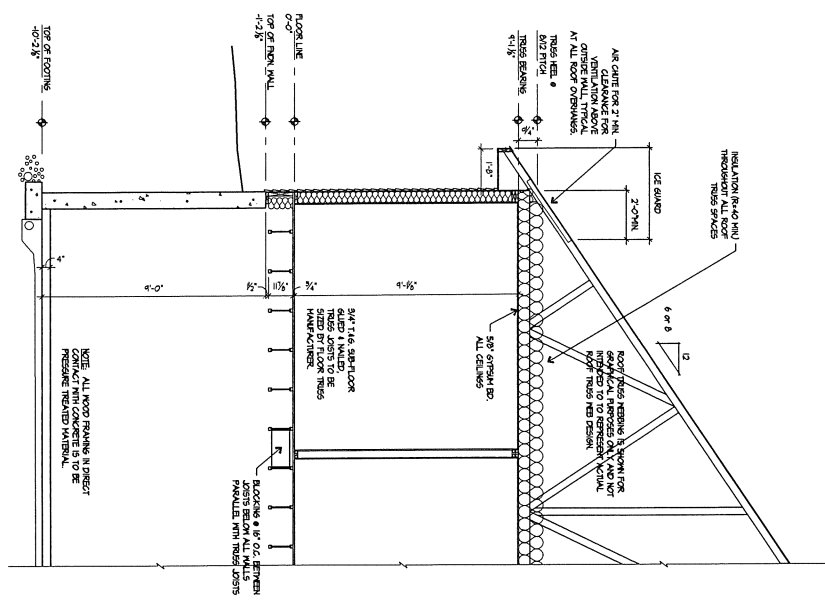 TOP OF FOOTING
-10'-2 7/8"
TOP OF FNDN. WALL
-1'-2 7/8"
FLOOR LINE
0'-0"
TRUSS BEARING
9'-1 1/8"
TRUSS HEEL @
8/12 PITCH
AIR CHUTE FOR 2" MIN.
CLEARANCE FOR
VENTILATION ABOVE
OUTSIDE WALL, TYPICAL
AT ALL ROOF OVERHANGS.
INSULATION (R=40 MIN.)
THROUGHOUT ALL ROOF
TRUSS SPACES
ICE GUARD
2'-0" MIN.
1'-8"
9 1/4"
12
6 or 8
ROOF TRUSS WEBBING IS SHOWN FOR
GRAPHICAL PURPOSES ONLY AND NOT
INTENDED TO TO REPRESENT ACTUAL
ROOF TRUSS WEB DESIGN.
5/8" GYPSUM BD.
ALL CEILINGS
9'-1 1/8"
3/4"
11 7/8"
1 1/2"
9'-0"
4"
3/4" T.&G. SUB-FLOOR
GLUED & NAILED.
TRUSS JOISTS TO BE
SIZED BY FLOOR TRUSS
MANUFACTURER.
BLOCKING @ 16" O.C. BETWEEN
JOISTS BELOW ALL WALLS
PARALLEL WITH TRUSS JOISTS
NOTE: ALL WOOD FRAMING IN DIRECT
CONTACT WITH CONCRETE IS TO BE
PRESSURE TREATED MATERIAL.